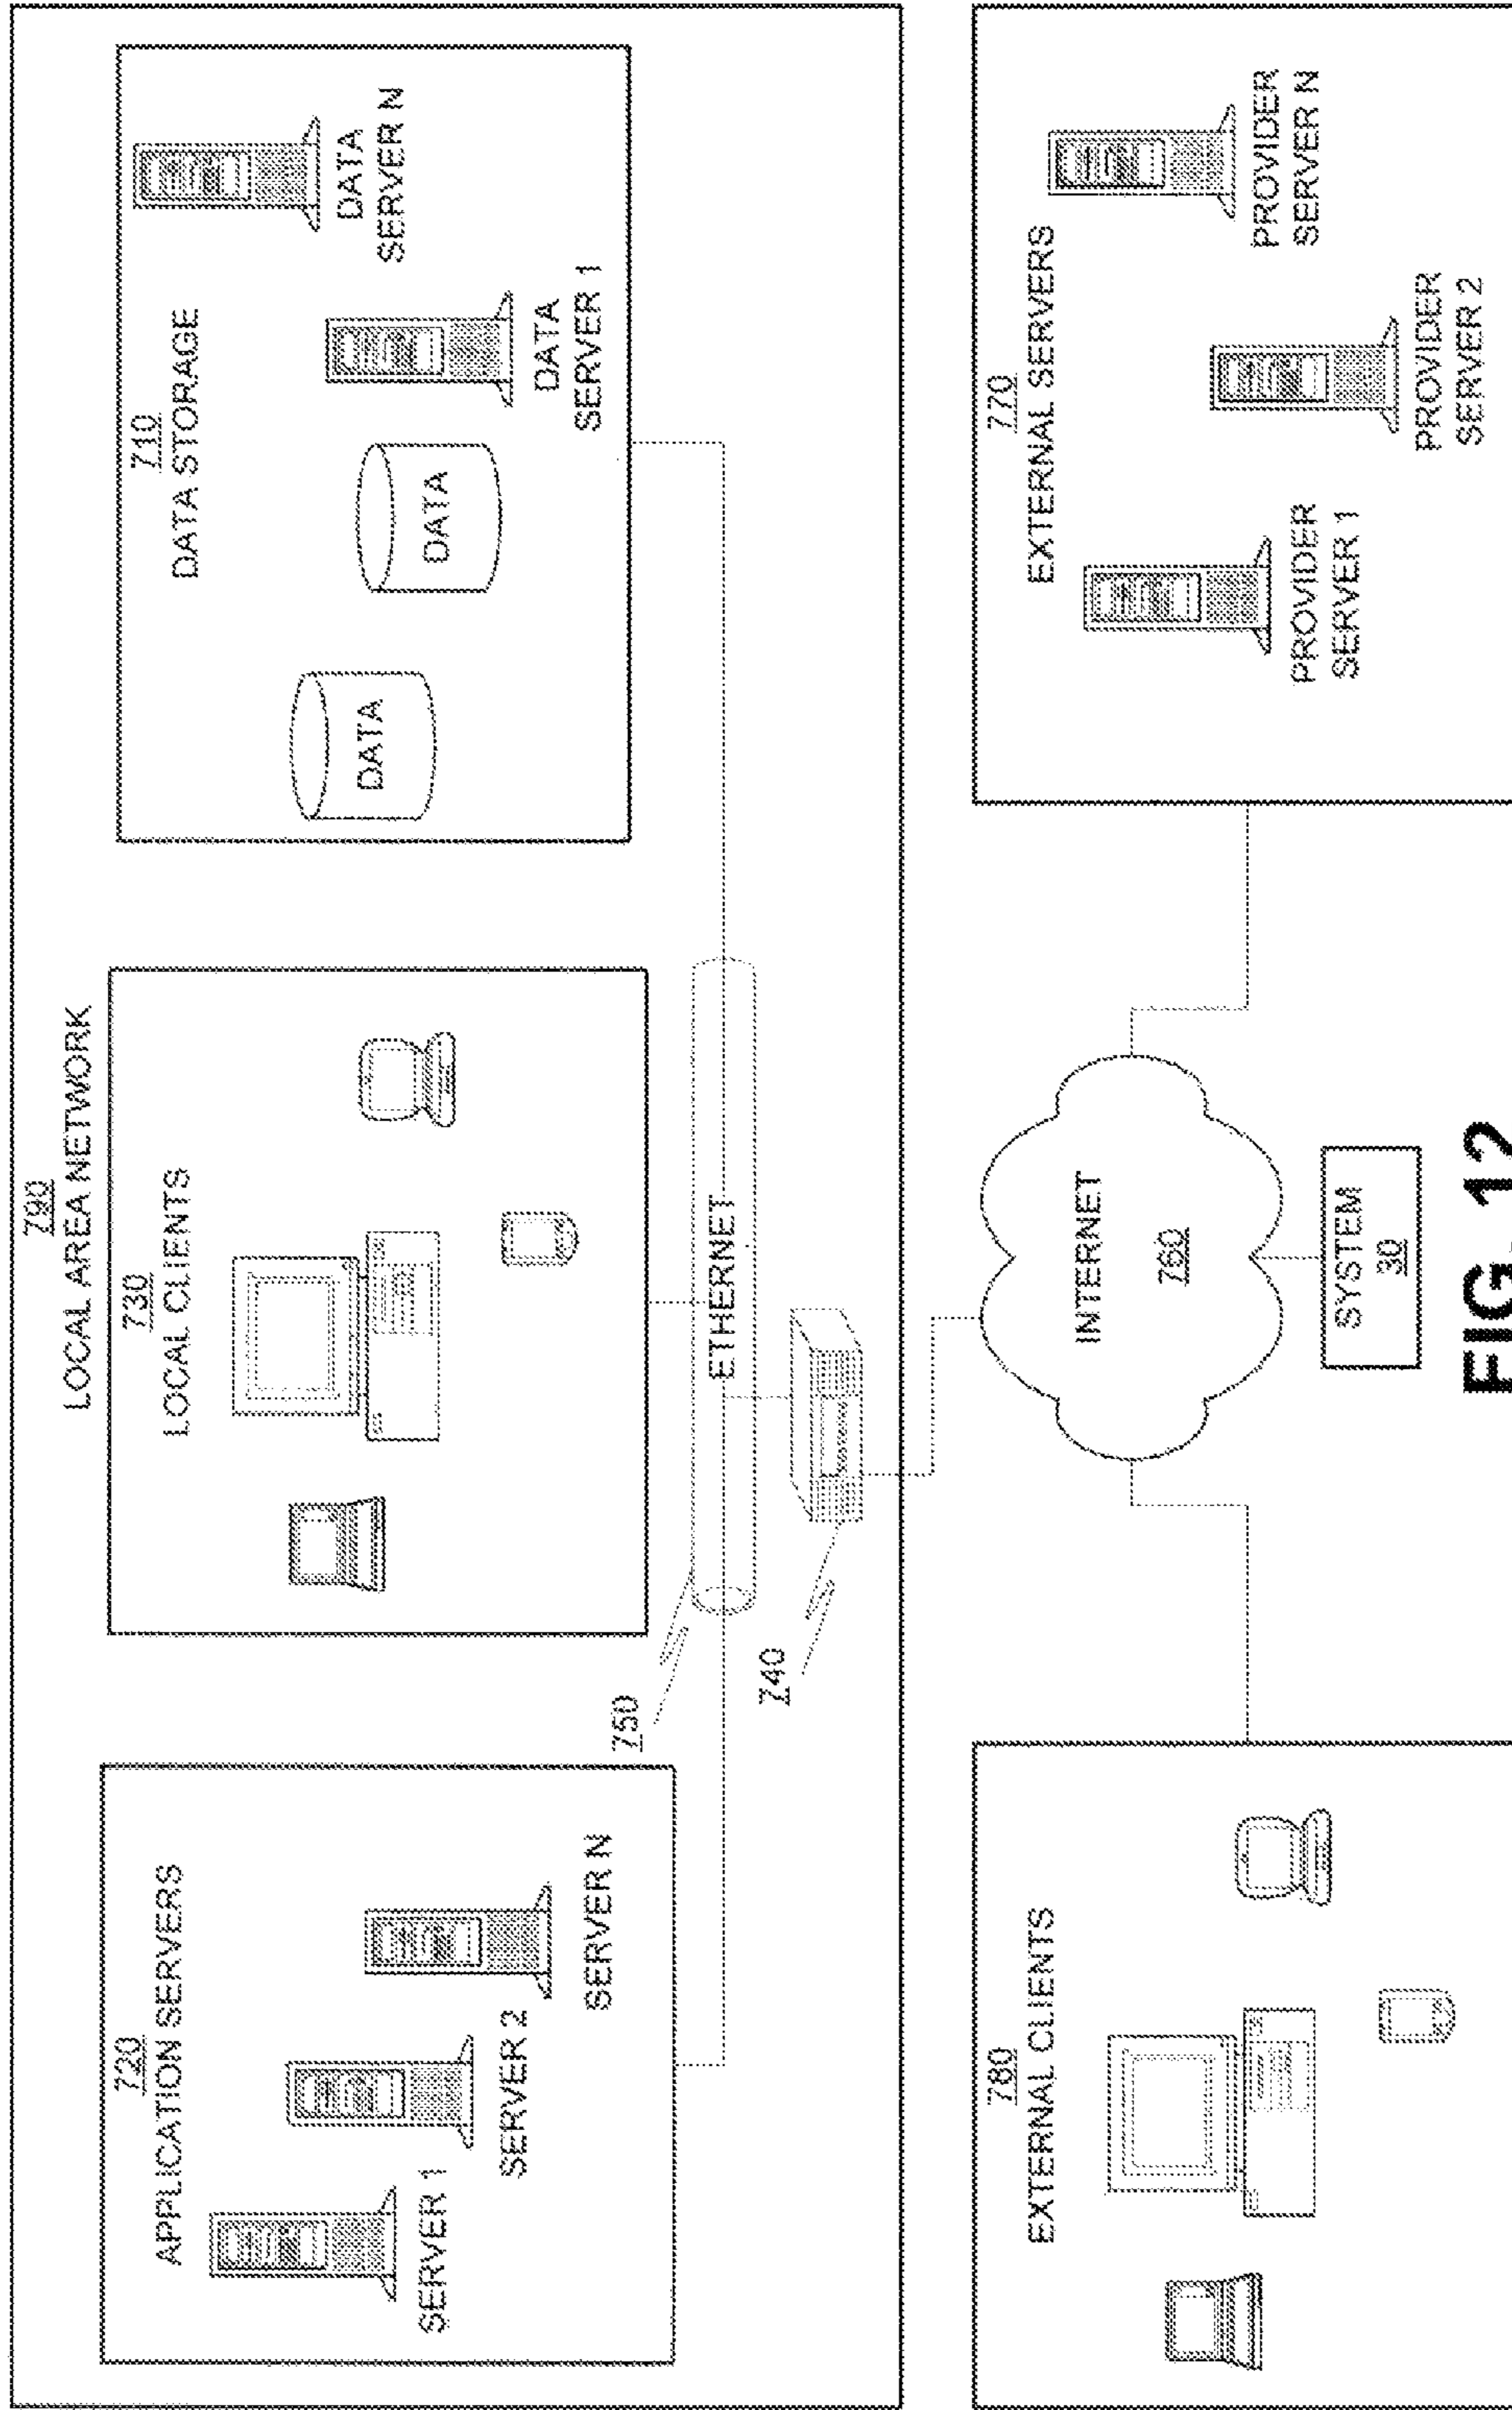 790
LOCAL AREA NETWORK
720
APPLICATION SERVERS
SERVER 1
SERVER 2
SERVER N
730
LOCAL CLIENTS
710
DATA STORAGE
DATA
DATA
DATA
SERVER 1
DATA
SERVER N
750
ETHERNET
740
780
EXTERNAL CLIENTS
INTERNET
760
SYSTEM
30
770
EXTERNAL SERVERS
PROVIDER
SERVER 1
PROVIDER
SERVER 2
PROVIDER
SERVER N
FIG. 12